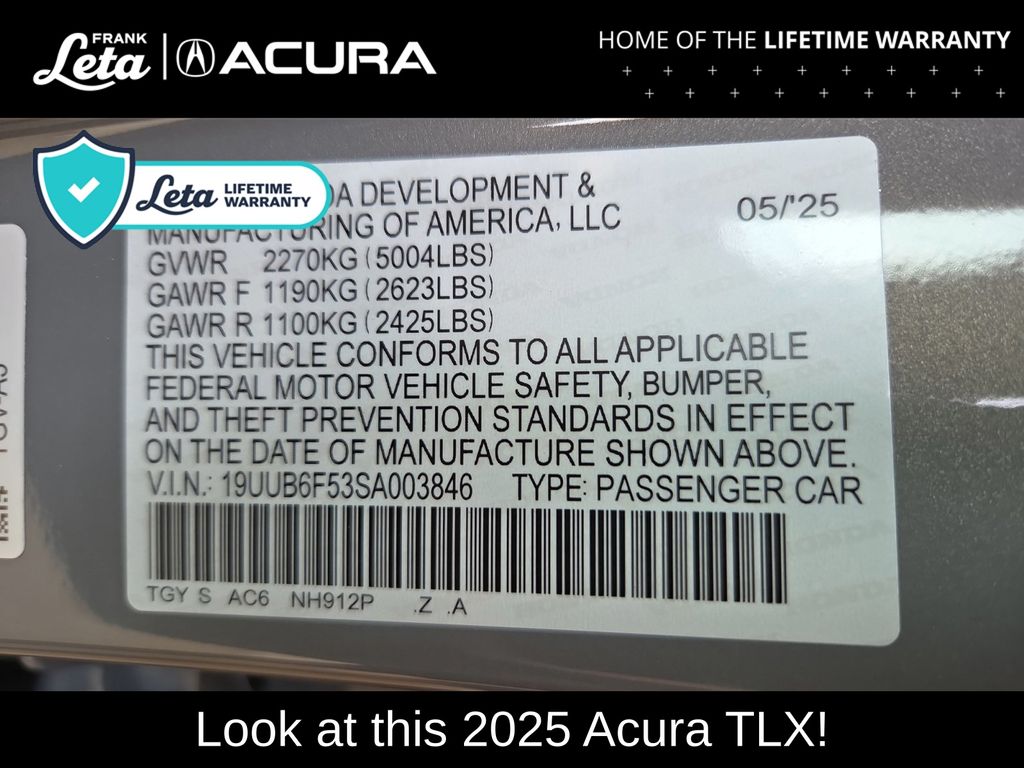 FRANK
Leta
ACURA
HOME OF THE LIFETIME WARRANTY
Leta LIFETIME
WARRANTY
DA DEVELOPMENT &
MANUFACTURING OF AMERICA, LLC
05/'25
GVWR 2270KG (5004LBS)
GAWR F 1190KG (2623LBS)
GAWR R 1100KG (2425LBS)
THIS VEHICLE CONFORMS TO ALL APPLICABLE
FEDERAL MOTOR VEHICLE SAFETY, BUMPER,
AND THEFT PREVENTION STANDARDS IN EFFECT
ON THE DATE OF MANUFACTURE SHOWN ABOVE.
V.I.N.: 19UUB6F53SA003846 TYPE: PASSENGER CAR
TGY S AC6 NH912P .Z .A
Look at this 2025 Acura TLX!